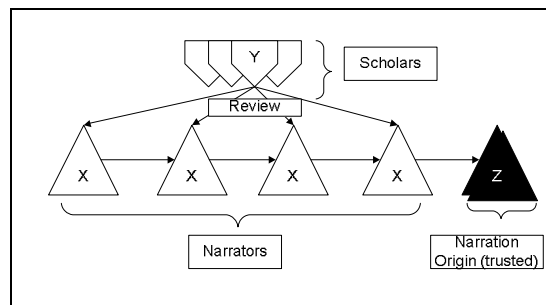 Y
Scholars
Review
X
X
X
X
Z
Narrators
Narration
Origin (trusted)